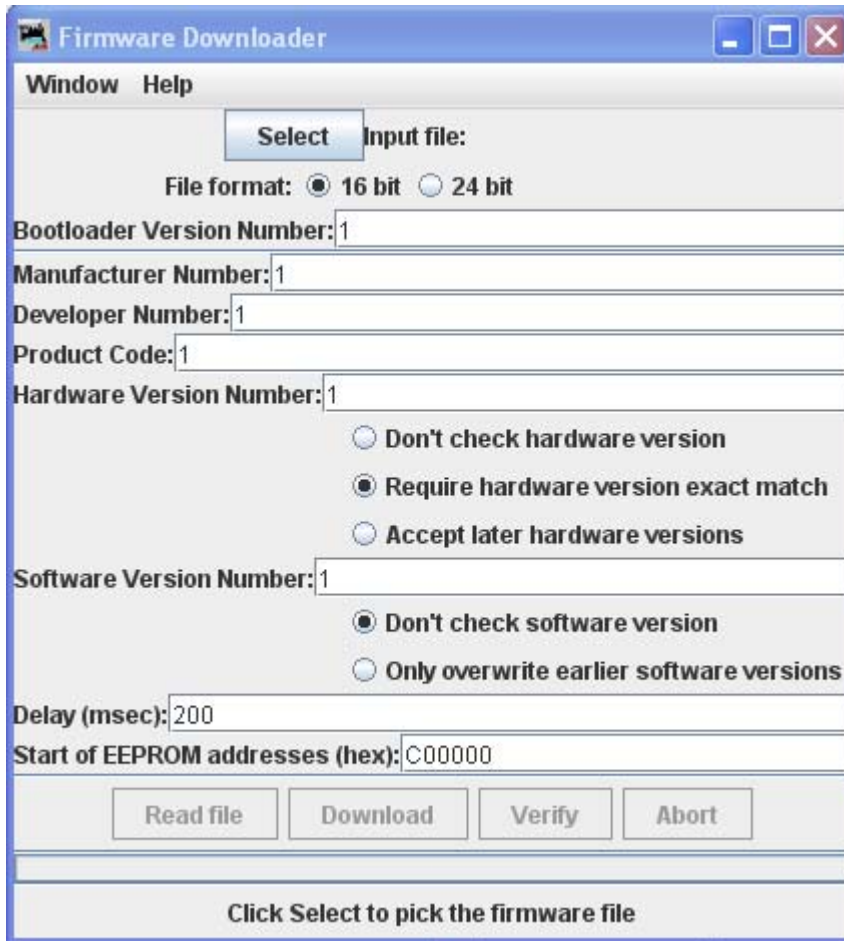 Firmware Downloader
Window Help
Select Input file:
File format: 16 bit 24 bit
Bootloader Version Number: 1
Manufacturer Number: 1
Developer Number: 1
Product Code: 1
Hardware Version Number: 1
Don't check hardware version
Require hardware version exact match
Accept later hardware versions
Software Version Number: 1
Don't check software version
Only overwrite earlier software versions
Delay (msec): 200
Start of EEPROM addresses (hex): C00000
Read file Download Verify Abort
Click Select to pick the firmware file